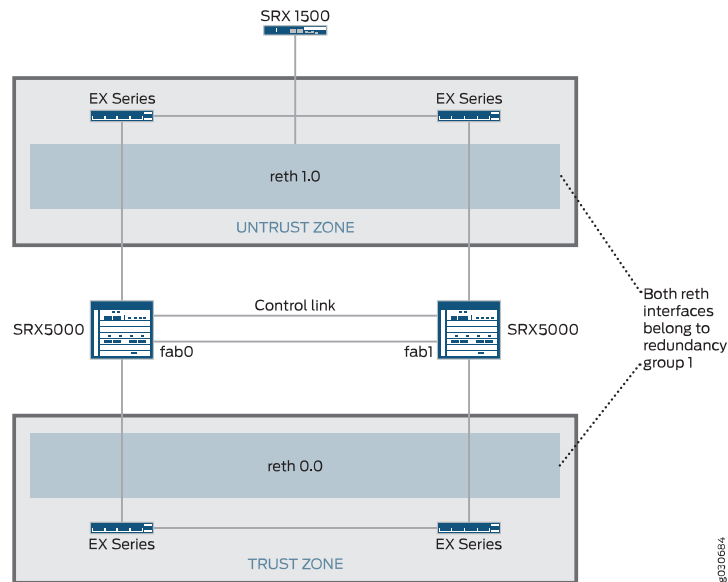 SRX 1500
EX Series
EX Series
reth 1.0
UNTRUST ZONE
Control link
SRX5000
SRX5000
fab0
fab1
Both reth
interfaces
belong to
redundancy
group 1
reth 0.0
EX Series
EX Series
TRUST ZONE
g030684